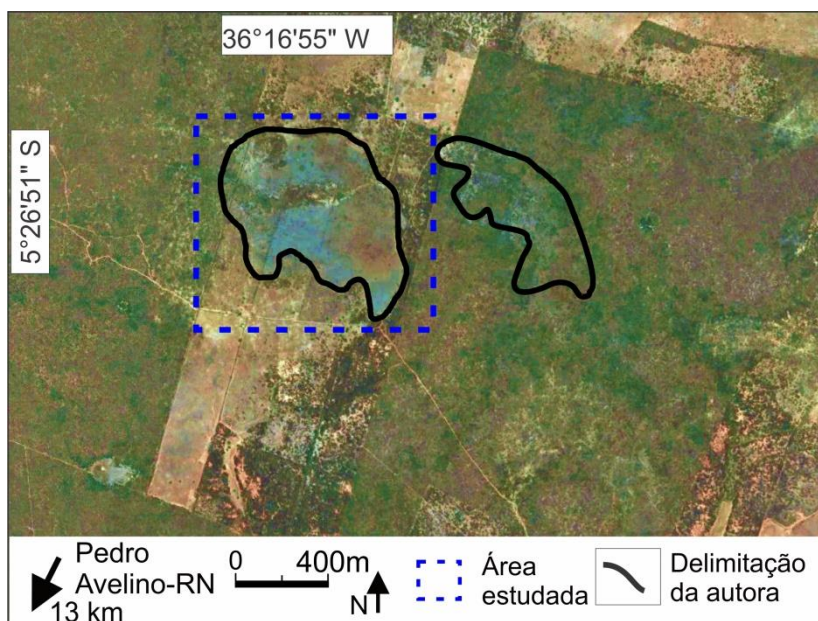 36°16'55" W
5°26'51" S
Pedro
Avelino-RN
13 km
0 400m
N
Área
estudada
Delimitação
da autora